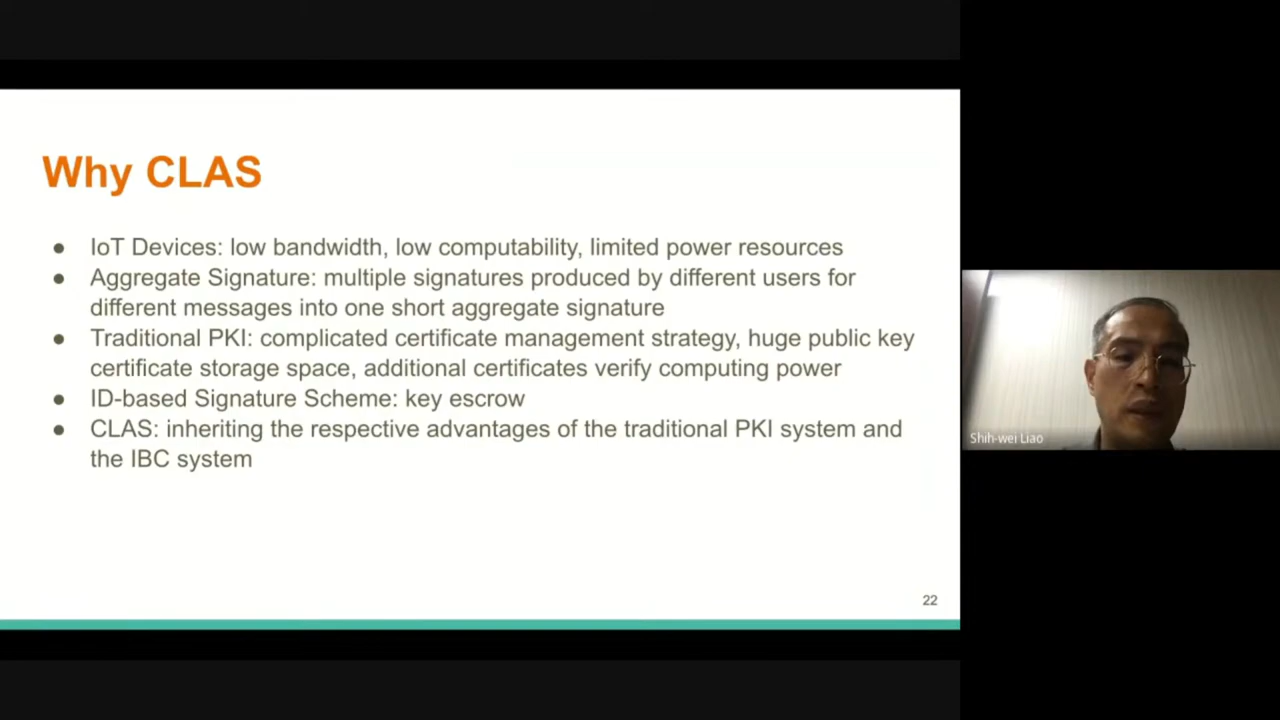 Why CLAS
● IoT Devices: low bandwidth, low computability, limited power resources
● Aggregate Signature: multiple signatures produced by different users for
different messages into one short aggregate signature
● Traditional PKI: complicated certificate management strategy, huge public key
certificate storage space, additional certificates verify computing power
● ID-based Signature Scheme: key escrow
● CLAS: inheriting the respective advantages of the traditional PKI system and
the IBC system
22
Shih-wei Liao